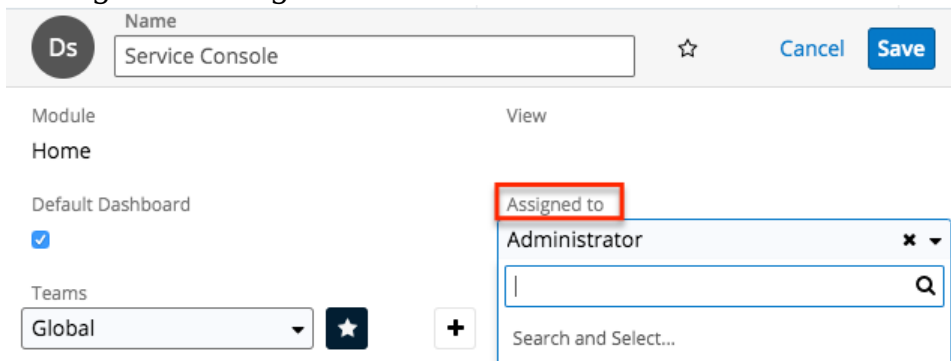 Name
Ds
Service Console
Cancel
Save
Module
View
Home
Default Dashboard
Assigned to
Administrator
Teams
Global
Search and Select...